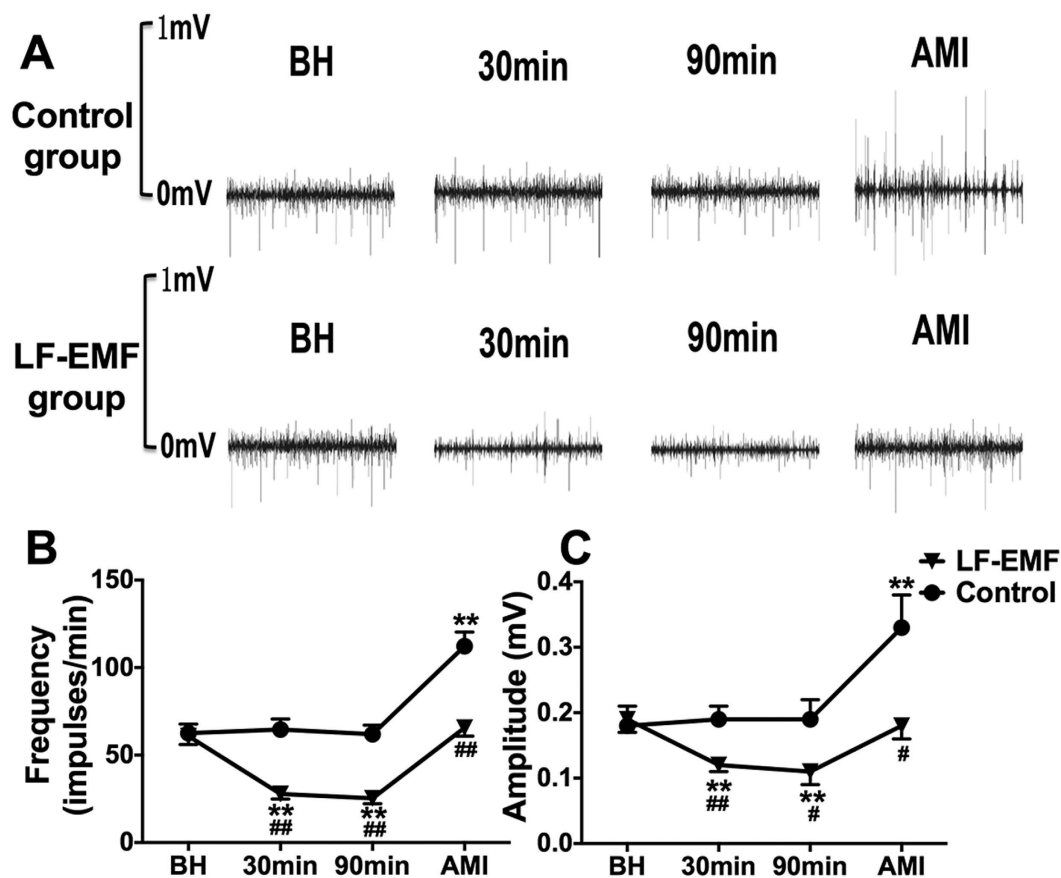 A
1mV
BH 30min 90min AMI
Control
group
0mV
1mV
BH 30min 90min AMI
LF-EMF
group
0mV
B
Frequency
(impulses/min)
150
100
50
0
**
**
##
**
##
##
BH 30min 90min AMI
C
LF-EMF
Control
Amplitude (mV)
0.4
0.3
0.2
0.1
0.0
**
**
##
**
#
#
BH 30min 90min AMI